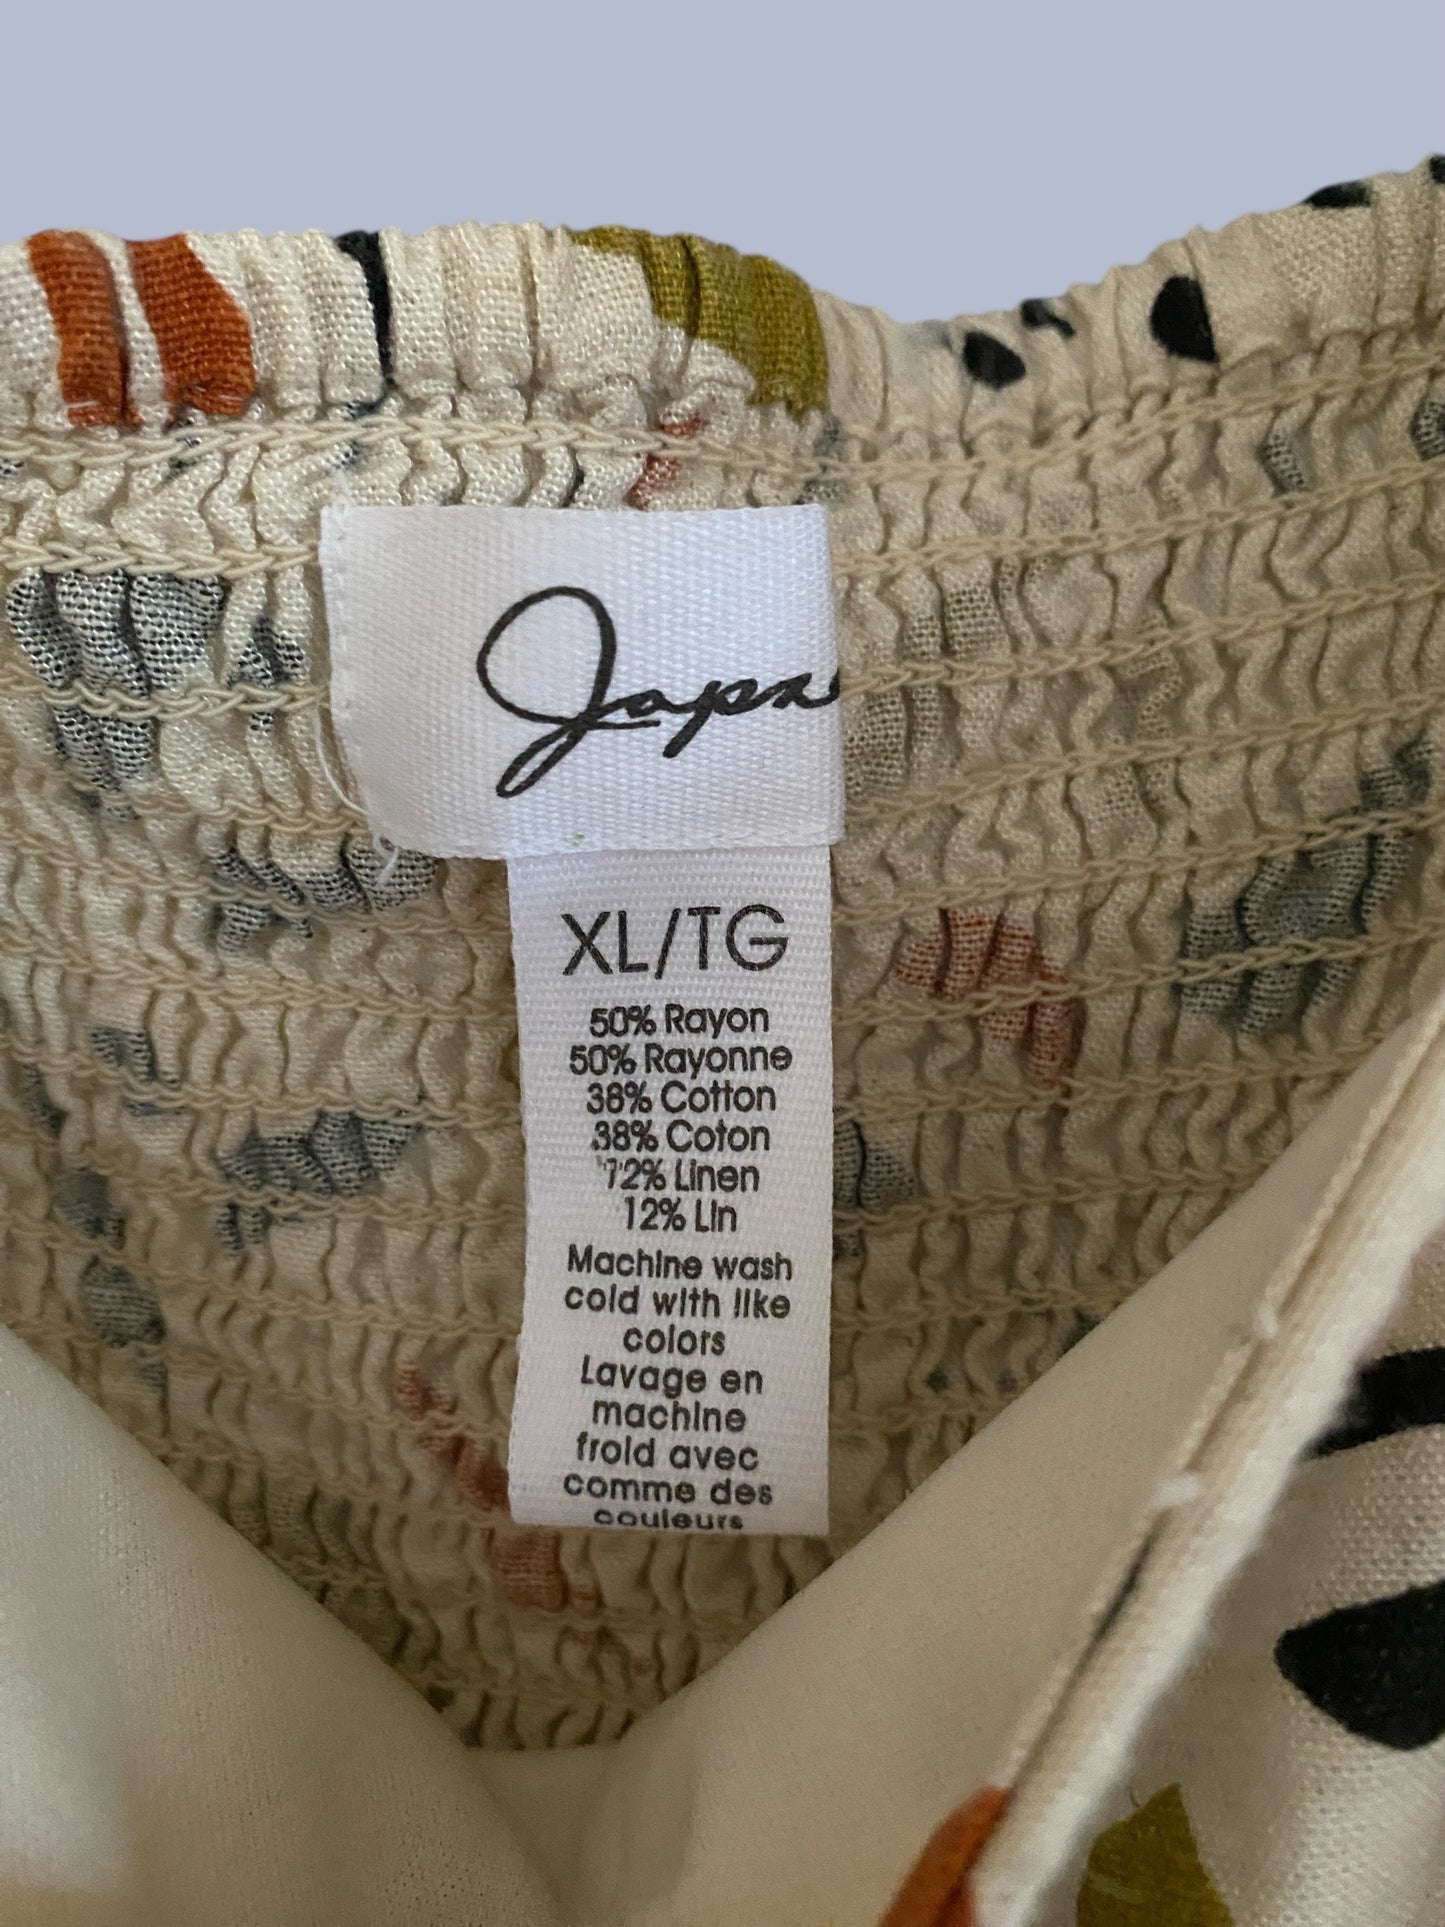 XL/TG
50% Rayon
50% Rayonne
38% Cotton
38% Coton
12% Linen
12% Lin
Machine wash
cold with like
colors
Lavage en
machine
froid avec
comme des
couleurs